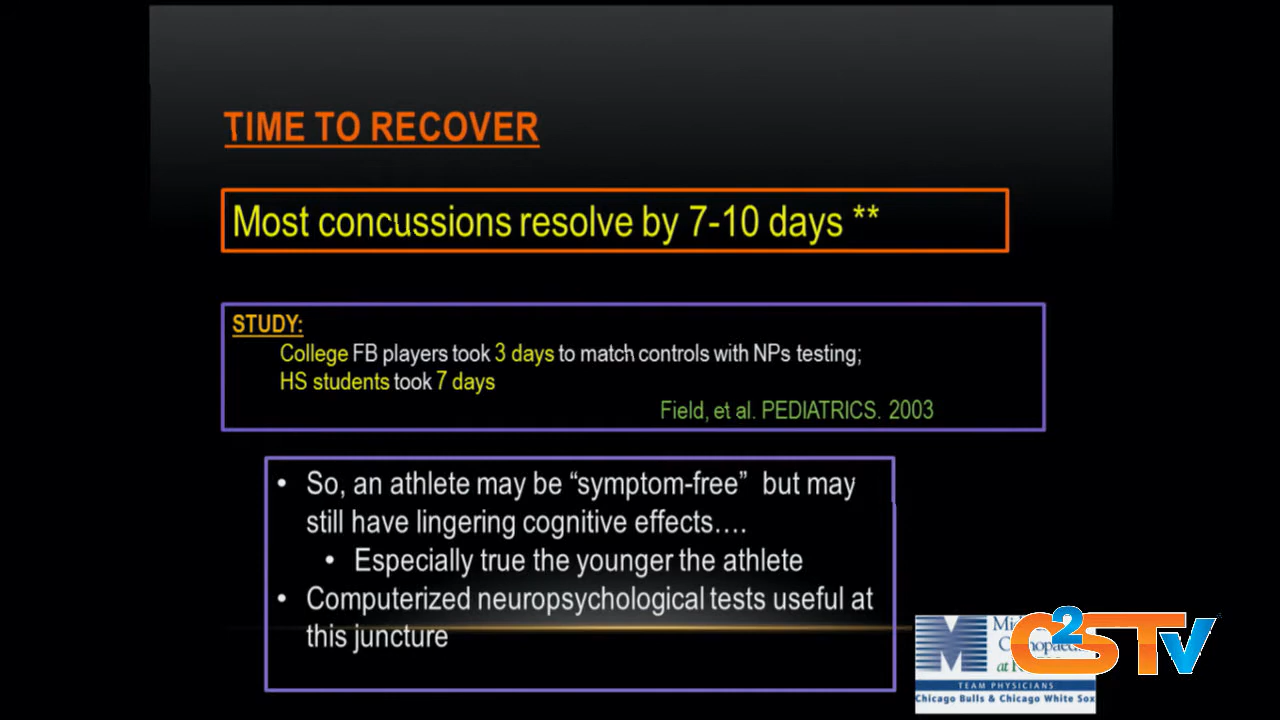 TIME TO RECOVER
Most concussions resolve by 7-10 days **
STUDY:
College FB players took 3 days to match controls with NPs testing;
HS students took 7 days
Field, et al. PEDIATRICS. 2003
• So, an athlete may be “symptom-free” but may
still have lingering cognitive effects….
• Especially true the younger the athlete
• Computerized neuropsychological tests useful at
this juncture
C2STv
at
TEAM PHYSICIANS
Chicago Bulls & Chicago White Sox